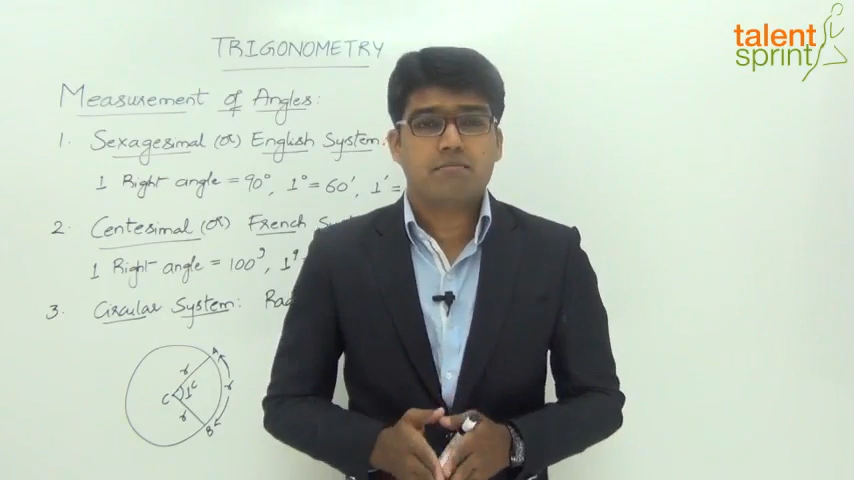 TRIGONOMETRY
talent
sprint
Measurement of Angles:
1. Sexagesimal (or) English System.
1 Right angle = 90°, 1° = 60′, 1′ =
2. Centesimal (or) French
1 Right angle = 100ᵍ, 1ᵍ
3. Circular System:
A
r
C 1ᶜ r
r
B